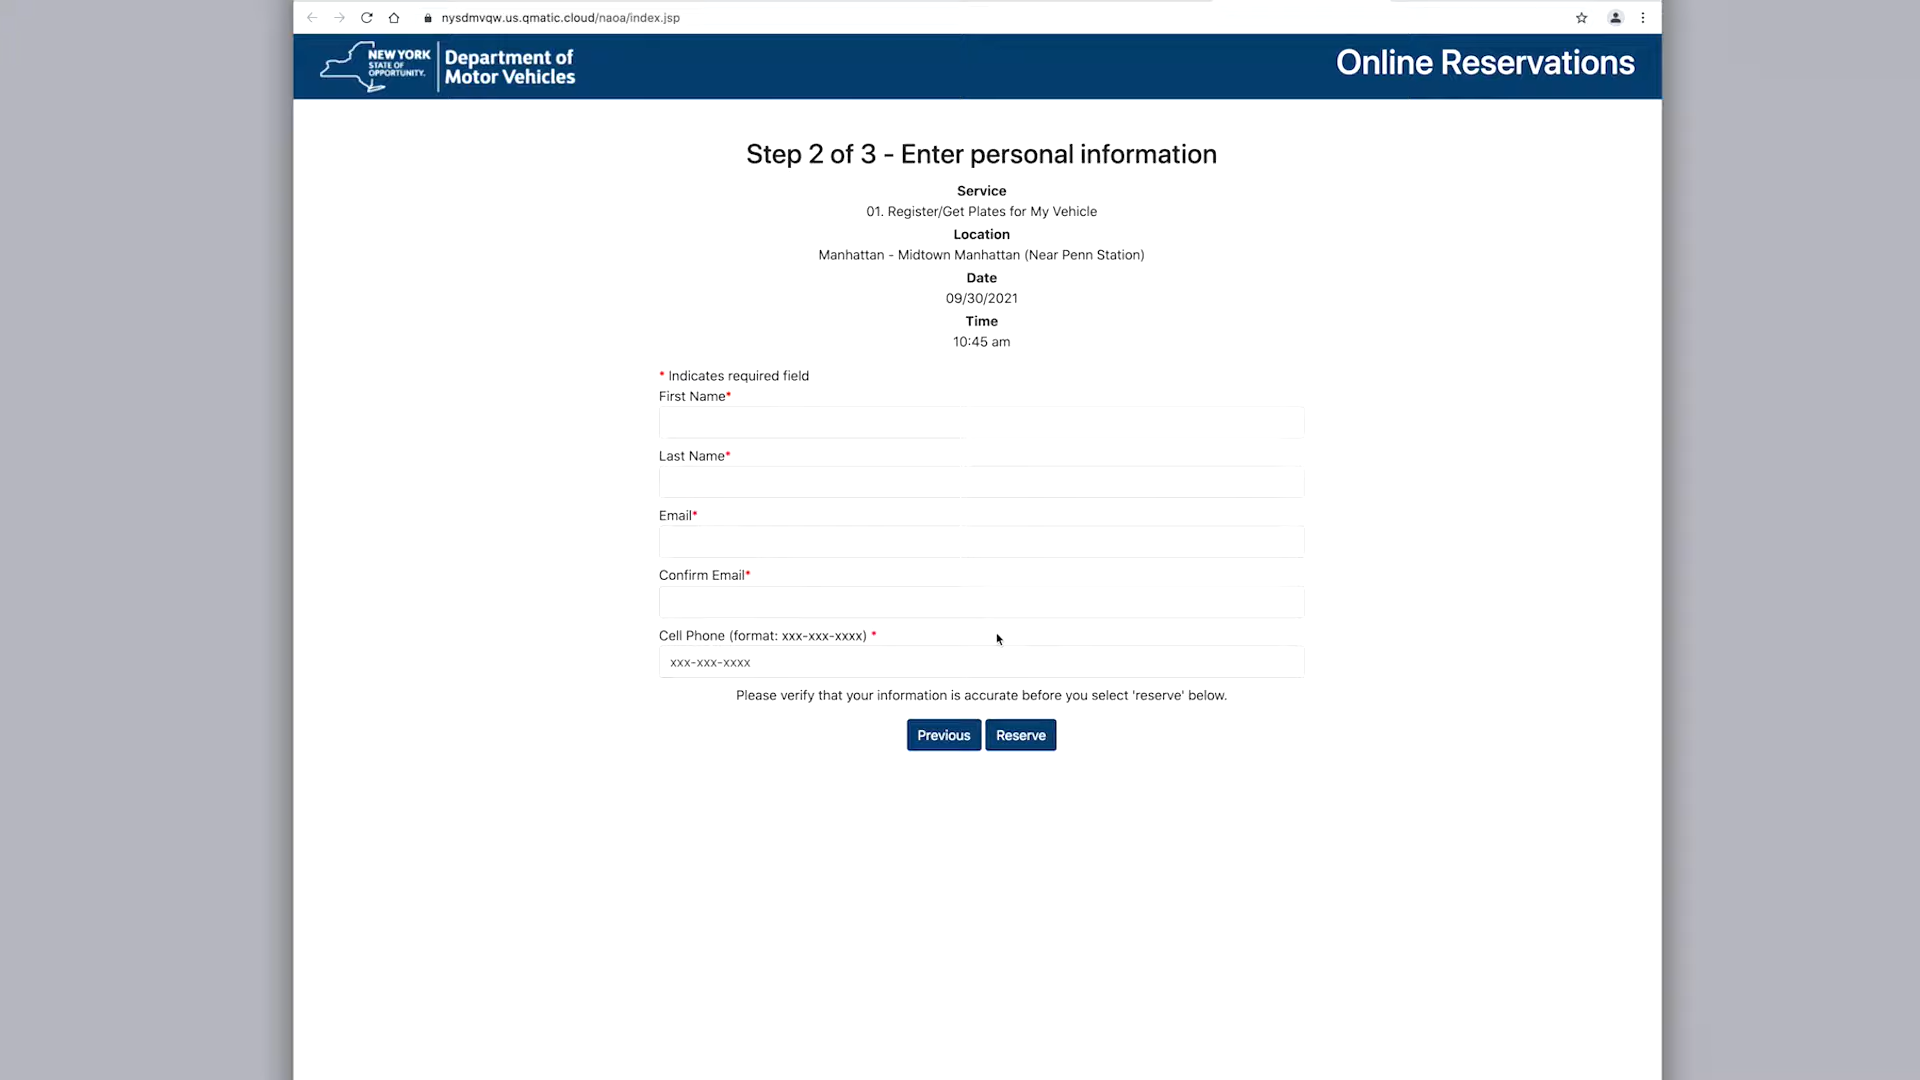 nysdmvqw.us.qmatic.cloud/naoa/index.jsp
NEW YORK
STATE OF
OPPORTUNITY.
Department of
Motor Vehicles
Online Reservations
Step 2 of 3 - Enter personal information
Service
01. Register/Get Plates for My Vehicle
Location
Manhattan - Midtown Manhattan (Near Penn Station)
Date
09/30/2021
Time
10:45 am
* Indicates required field
First Name*
Last Name*
Email*
Confirm Email*
Cell Phone (format: xxx-xxx-xxxx) *
xxx-xxx-xxxx
Please verify that your information is accurate before you select 'reserve' below.
Previous Reserve